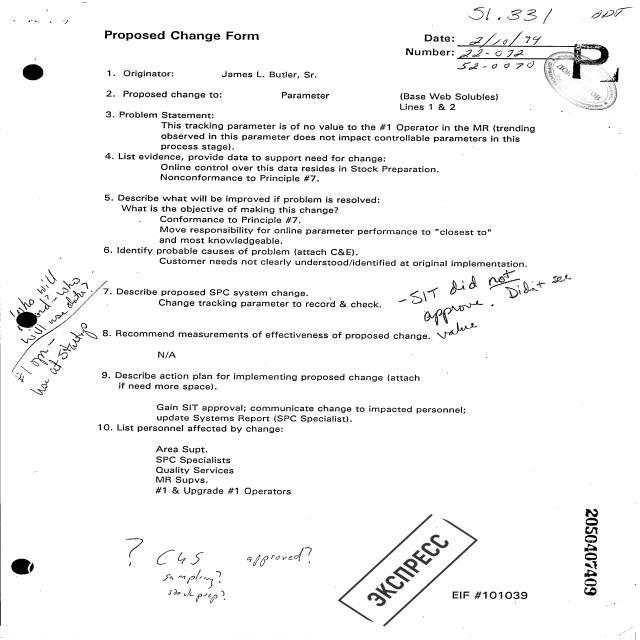 51.331
Proposed Change Form
Date: 2/10/94
Number: 22-072
52-0070
P
1. Originator: James L. Butler, Sr.
2. Proposed change to: Parameter (Base Web Solubles)
Lines 1 & 2
3. Problem Statement:
This tracking parameter is of no value to the #1 Operator in the MR (trending
observed in this parameter does not impact controllable parameters in this
process stage).
4. List evidence, provide data to support need for change:
Online control over this data resides in Stock Preparation.
Nonconformance to Principle #7.
5. Describe what will be improved if problem is resolved:
What is the objective of making this change?
Conformance to Principle #7.
Move responsibility for online parameter performance to "closest to"
and most knowledgeable.
6. Identify probable causes of problem (attach C&E).
Customer needs not clearly understood/identified at original implementation.
Who will
? Who
will use data?
#1 opr -
has at startup
7. Describe proposed SPC system change.
Change tracking parameter to record & check.
- SIT did not
approve. Didn't see
value
8. Recommend measurements of effectiveness of proposed change.
N/A
9. Describe action plan for implementing proposed change (attach
if need more space).
Gain SIT approval; communicate change to impacted personnel;
update Systems Report (SPC Specialist).
10. List personnel affected by change:
Area Supt.
SPC Specialists
Quality Services
MR Supvs.
#1 & Upgrade #1 Operators
? C4S approved?
sampling?
stock prep?
ЭКСПРЕСС
EIF #101039
2050407409